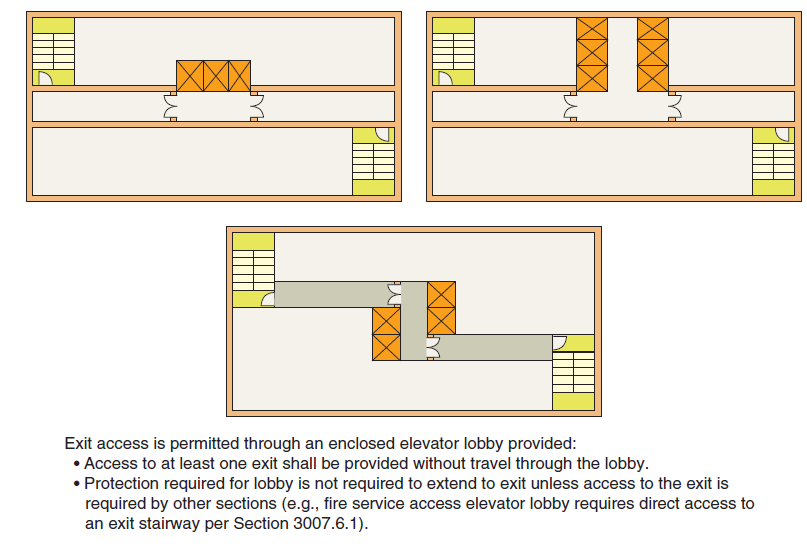 Exit access is permitted through an enclosed elevator lobby provided:
• Access to at least one exit shall be provided without travel through the lobby.
• Protection required for lobby is not required to extend to exit unless access to the exit is
required by other sections (e.g., fire service access elevator lobby requires direct access to
an exit stairway per Section 3007.6.1).